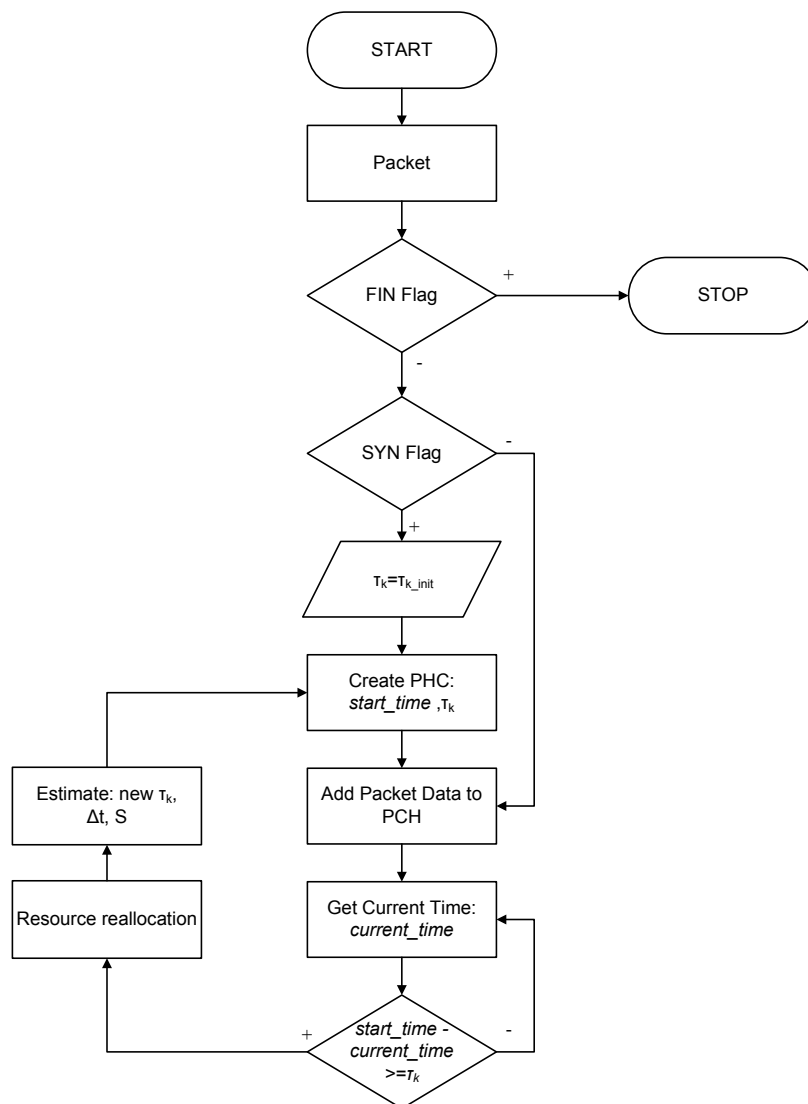 START
Packet
FIN Flag
+
STOP
-
SYN Flag
-
+
τk=τk_init
Create PHC:
start_time ,τk
Estimate: new τk,
Δt, S
Add Packet Data to
PCH
Resource reallocation
Get Current Time:
current_time
+
start_time -
current_time
>=τk
-